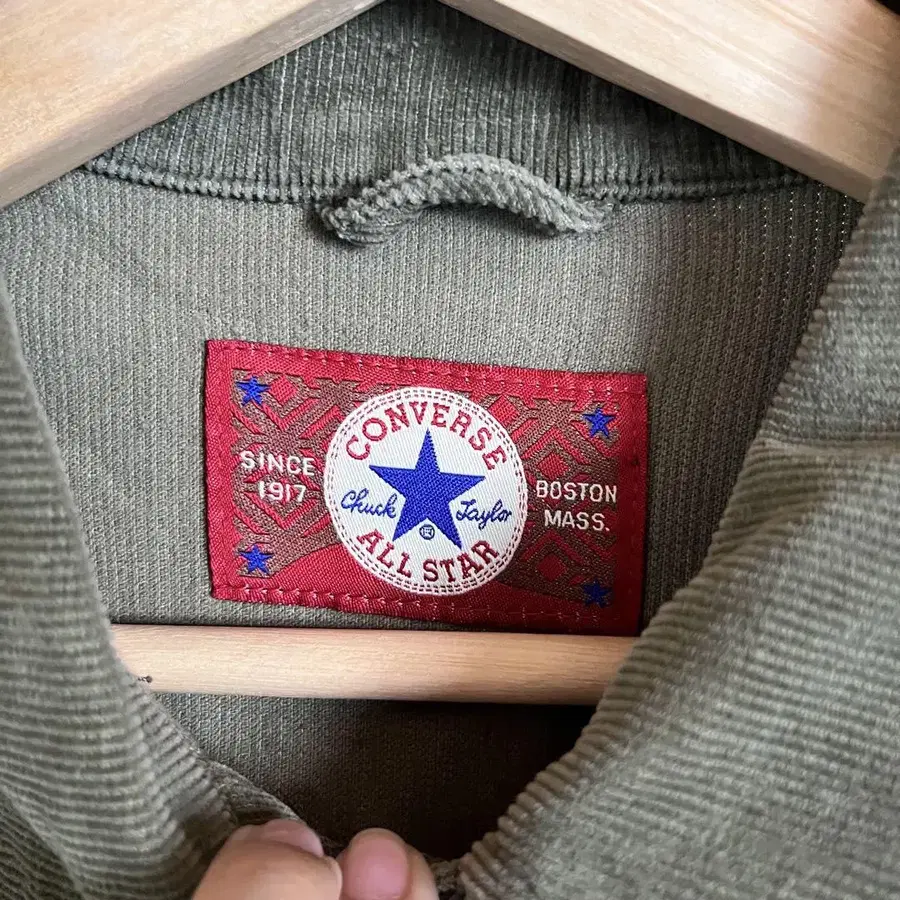 CONVERSE
SINCE
1917
Chuck Taylor
BOSTON
MASS.
ALL STAR